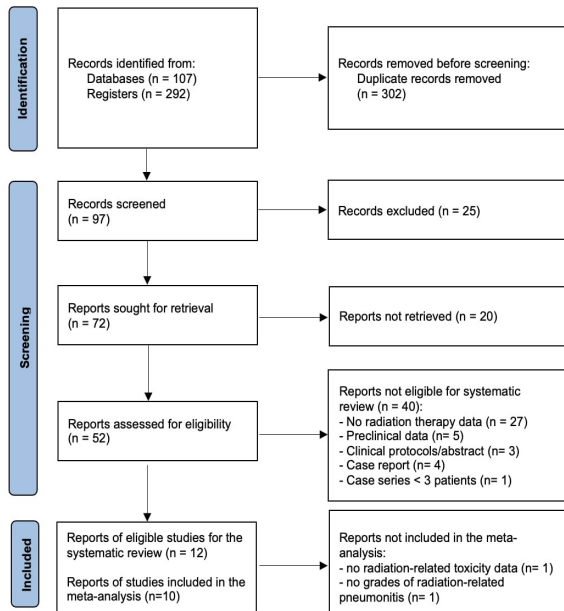 Identification
Records identified from:
Databases (n = 107)
Registers (n = 292)
Records removed before screening:
Duplicate records removed
(n = 302)
Screening
Records screened
(n = 97)
Records excluded (n = 25)
Reports sought for retrieval
(n = 72)
Reports not retrieved (n = 20)
Reports assessed for eligibility
(n = 52)
Reports not eligible for systematic
review (n = 40):
- No radiation therapy data (n = 27)
- Preclinical data (n= 5)
- Clinical protocols/abstract (n= 3)
- Case report (n= 4)
- Case series < 3 patients (n= 1)
Included
Reports of eligible studies for the
systematic review (n = 12)
Reports of studies included in the
meta-analysis (n=10)
Reports not included in the meta-
analysis:
- no radiation-related toxicity data (n= 1)
- no grades of radiation-related
pneumonitis (n= 1)